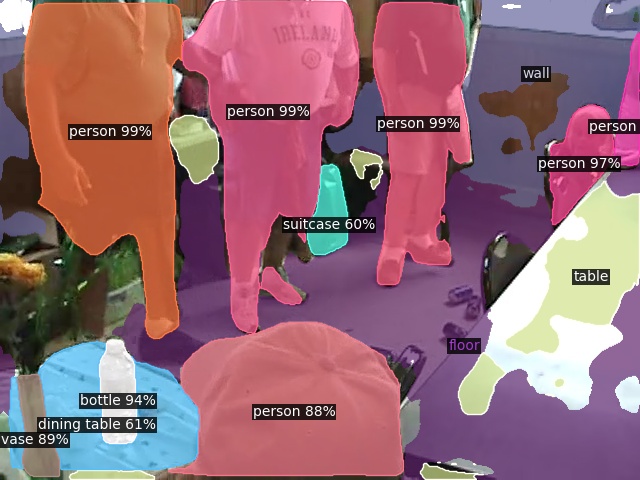 IRELAND
wall
person
person 99%
person 99%
person 99%
person 97%
suitcase 60%
table
floor
bottle 94%
person 88%
dining table 61%
vase 89%